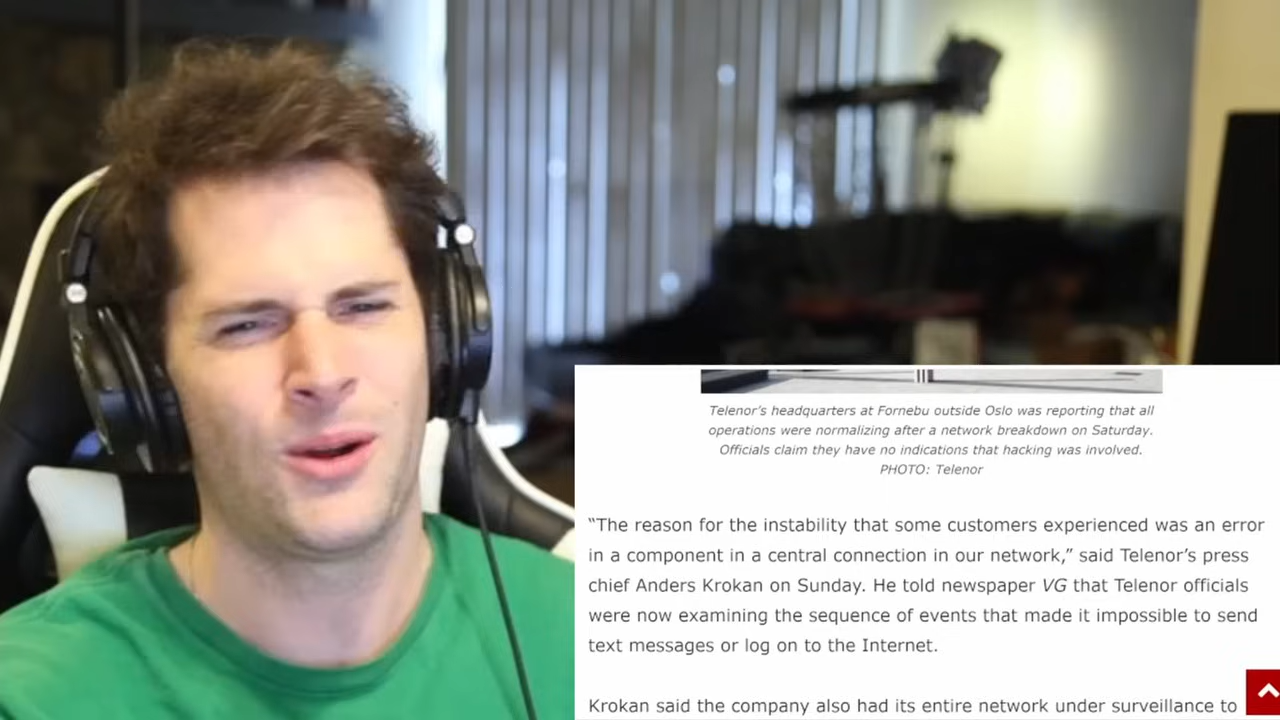 Telenor’s headquarters at Fornebu outside Oslo was reporting that all
operations were normalizing after a network breakdown on Saturday.
Officials claim they have no indications that hacking was involved.
PHOTO: Telenor
“The reason for the instability that some customers experienced was an error
in a component in a central connection in our network,” said Telenor’s press
chief Anders Krokan on Sunday. He told newspaper VG that Telenor officials
were now examining the sequence of events that made it impossible to send
text messages or log on to the Internet.
Krokan said the company also had its entire network under surveillance to